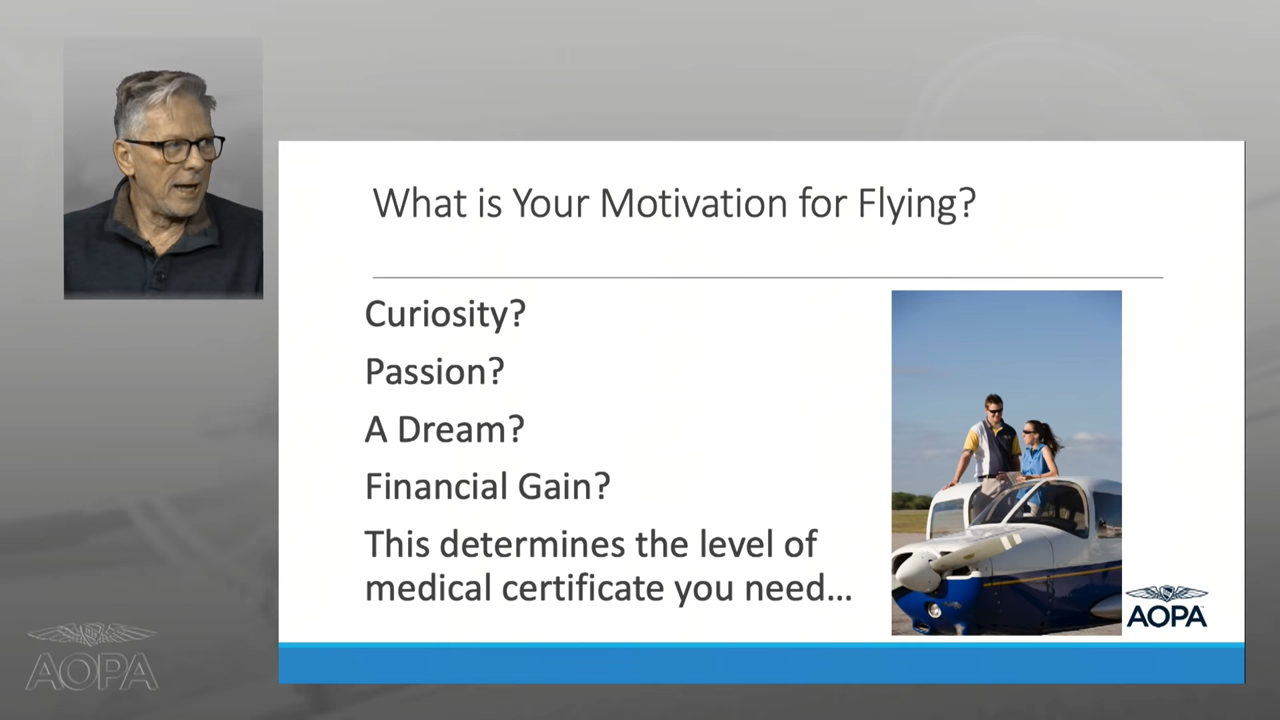 What is Your Motivation for Flying?
Curiosity?
Passion?
A Dream?
Financial Gain?
This determines the level of
medical certificate you need...
AOPA
AOPA